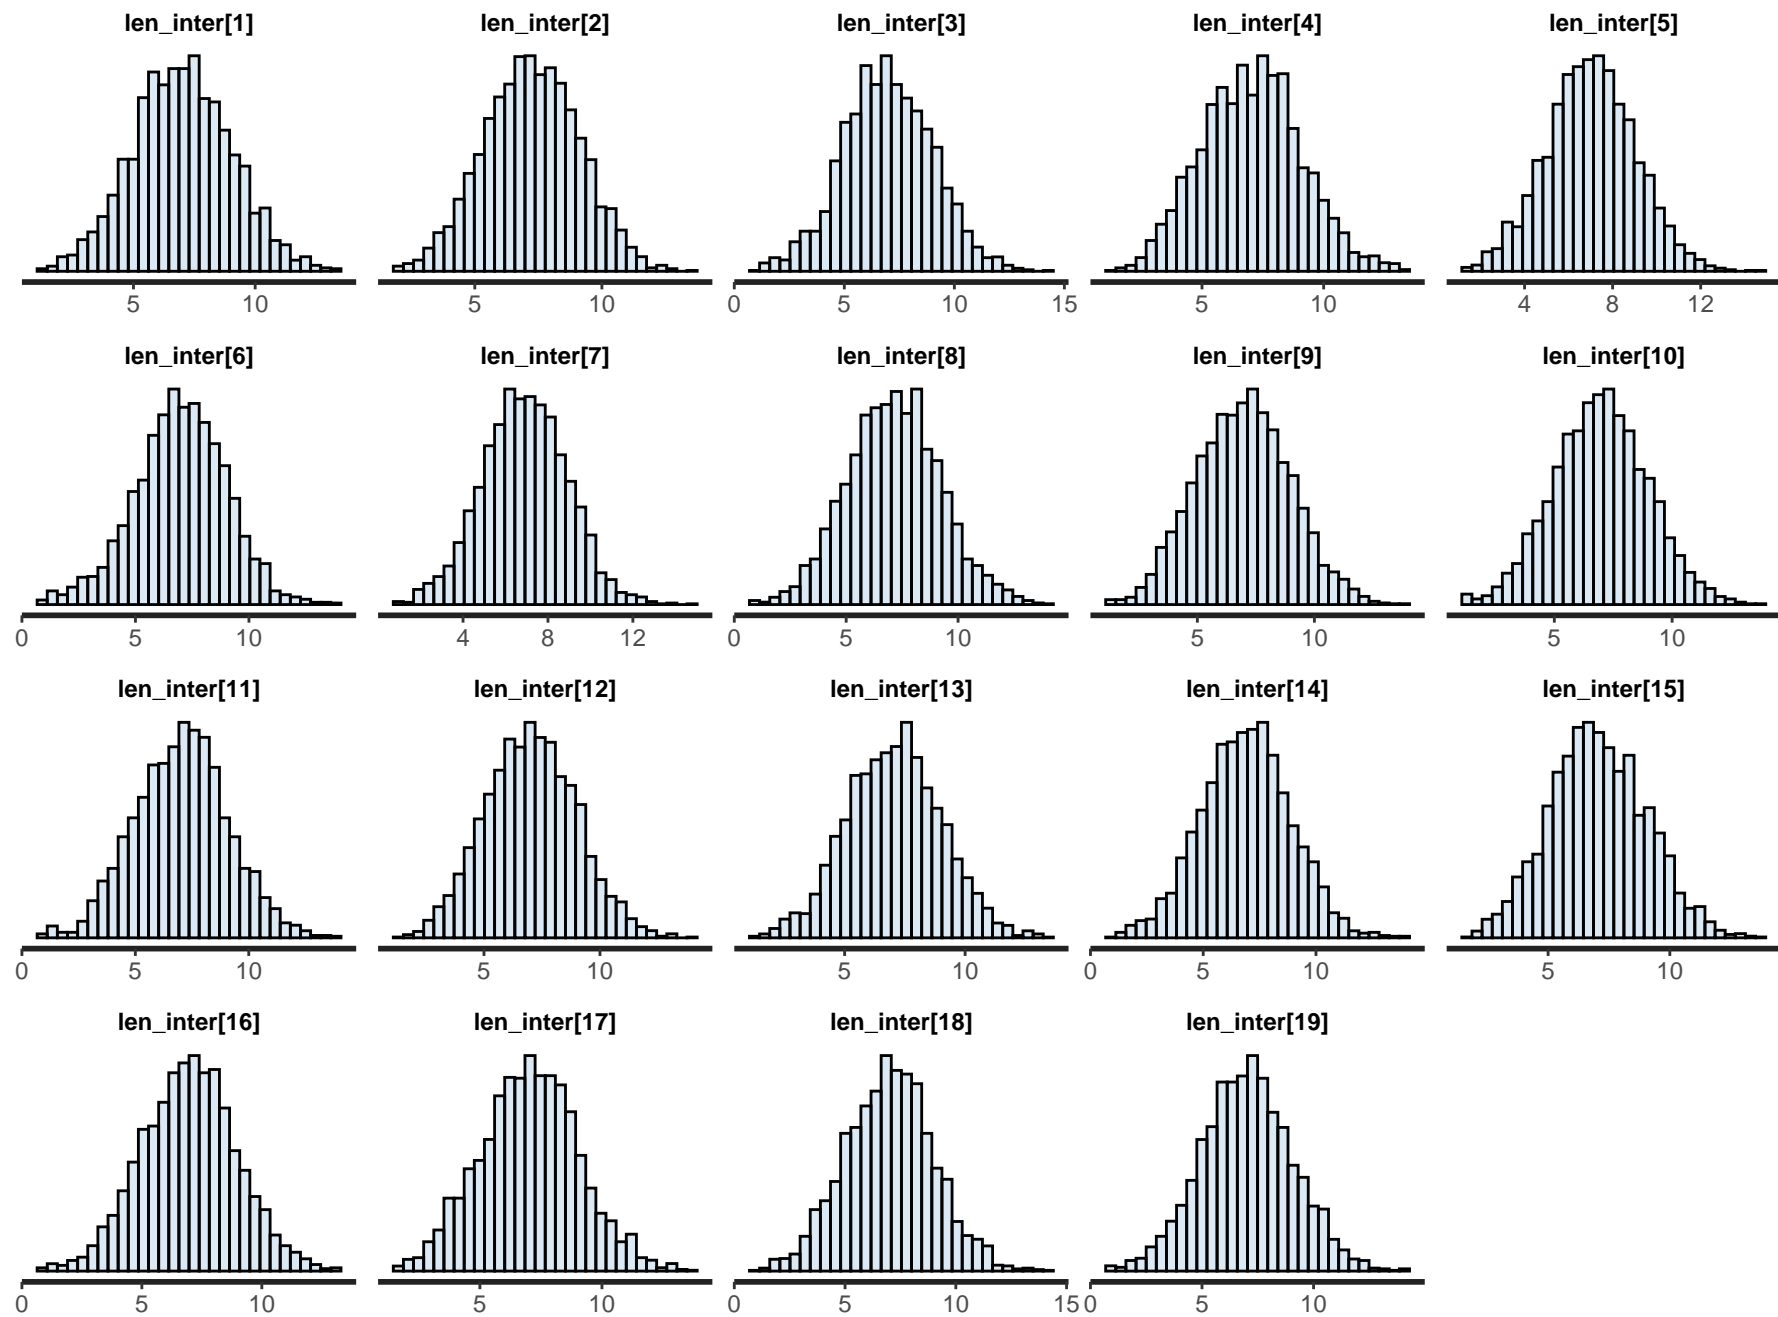 len_inter[1] len_inter[2] len_inter[3] len_inter[4] len_inter[5]
5 10 5 10 0 5 10 15 5 10 4 8 12
len_inter[6] len_inter[7] len_inter[8] len_inter[9] len_inter[10]
0 5 10 4 8 12 0 5 10 5 10 5 10
len_inter[11] len_inter[12] len_inter[13] len_inter[14] len_inter[15]
0 5 10 5 10 5 10 0 5 10 5 10
len_inter[16] len_inter[17] len_inter[18] len_inter[19]
0 5 10 5 10 0 5 10 15 0 5 10